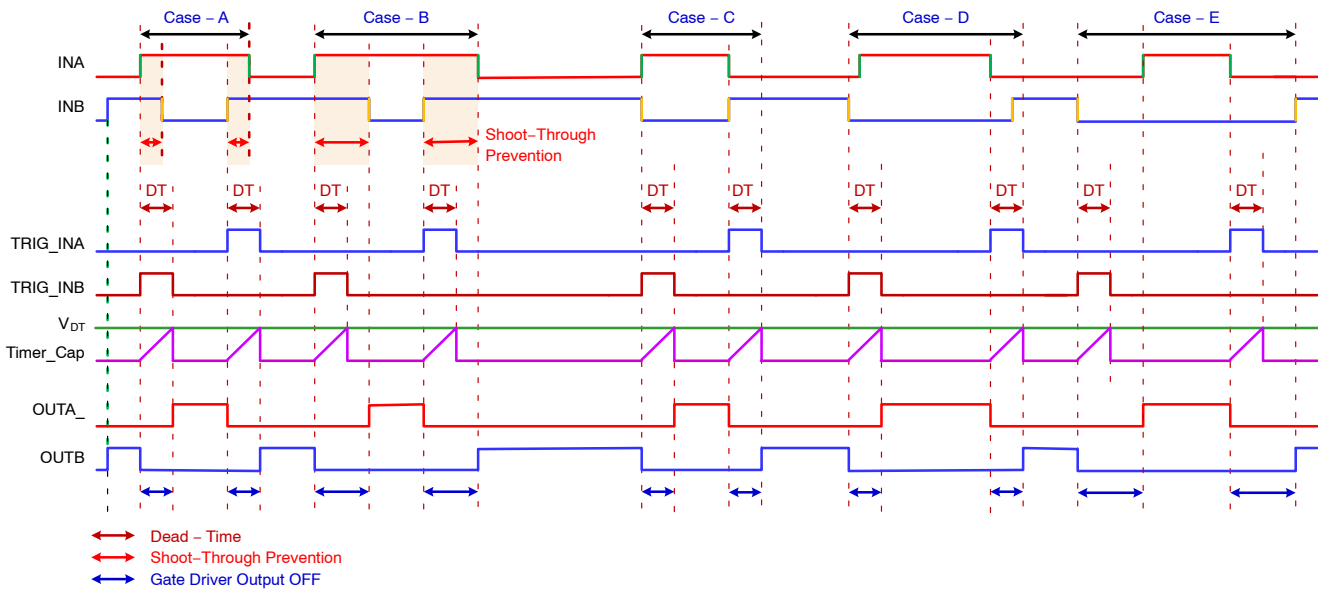 Case – A
Case – B
Case – C
Case – D
Case – E
INA
INB
Shoot–Through
Prevention
DT
DT
DT
DT
DT
DT
DT
DT
DT
DT
TRIG_INA
TRIG_INB
VDT
Timer_Cap
OUTA_
OUTB
Dead – Time
Shoot–Through Prevention
Gate Driver Output OFF